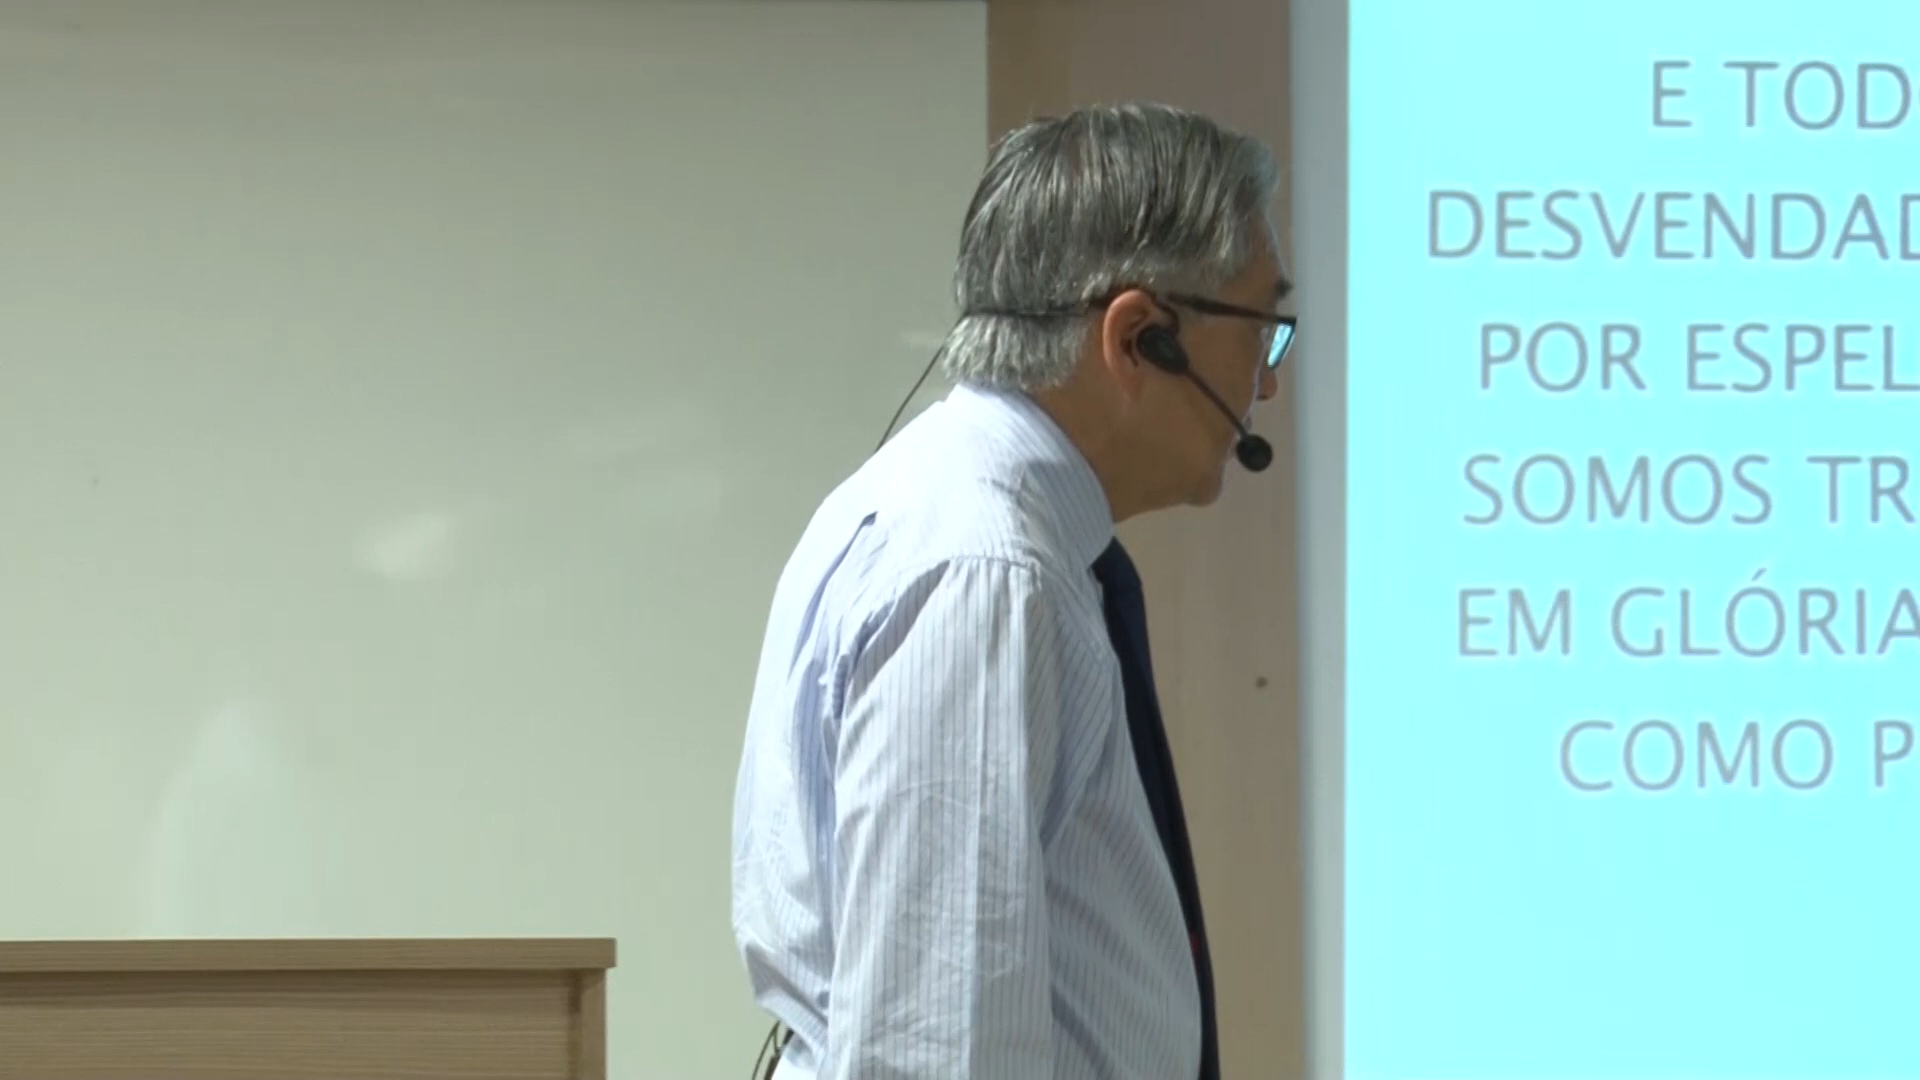 E TOD
DESVENDAD
POR ESPEL
SOMOS TR
EM GLÓRIA
COMO P